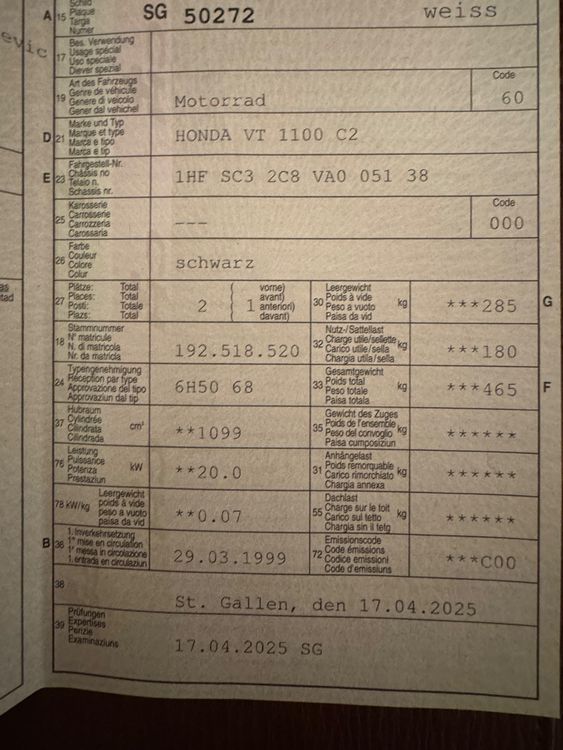 Schild
A 15 Plaque SG 50272 weiss
Targa
Numer
evic
Bes. Verwendung
17 Usage spécial
Uso speciale
Diever spezial
Art des Fahrzeugs Code
19 Genre de véhicule
Genere di veicolo Motorrad 60
Gener dal vehichel
Marke und Typ
D 21 Marque et type HONDA VT 1100 C2
Marca e tipo
Marca e tip
Fahrgestell-Nr.
E 23 Châssis no 1HF SC3 2C8 VA0 051 38
Telaio n.
Schassis nr.
Karosserie Code
25 Carrosserie
Carrozzeria --- 000
Carossaria
Farbe
26 Couleur schwarz
Colore
Colur
Plätze: Total ( vorne) Leergewicht
27 Places: Total 2 ( 1 avant) 30 Poids à vide kg ***285 G
Posti: Totale ( anteriori) Peso a vuoto
Plazs: Total ( davant) Paisa da vid
Stammnummer Nutz-/Sattellast
18 N° matricule 32 Charge utile/sellette kg
N. di matricola 192.518.520 Carico utile/sella ***180
Nr. da matricla Chargia utila/sella
Typengenehmigung Gesamtgewicht
24 Réception par type 6H50 68 33 Poids total kg ***465 F
Approvazione del tipo Peso totale
Approvaziun dal tip Paisa totala
Hubraum Gewicht des Zuges
37 Cylindrée cm³ **1099 35 Poids de l'ensemble kg ******
Cilindrata Peso del convoglio
Cilindrada Paisa cumposiziun
Leistung Anhängelast
76 Puissance kW **20.0 31 Poids remorquable kg ******
Potenza Carico rimorchiato
Prestaziun Chargia annexa
Leergewicht Dachlast
78 kW/kg poids à vide **0.07 55 Charge sur le toit kg ******
peso a vuoto Carico sul tetto
paisa da vid Chargia sin il tetg
1. Inverkehrsetzung Emissionscode
B 36 1re mise en circulation 29.03.1999 72 Code émissions ***C00
1a messa in circolazione Codice emissioni
1. entrada en circulaziun Code d'emissiuns
38 St. Gallen, den 17.04.2025
Prüfungen
39 Expertises
Perizie 17.04.2025 SG
Examinaziuns